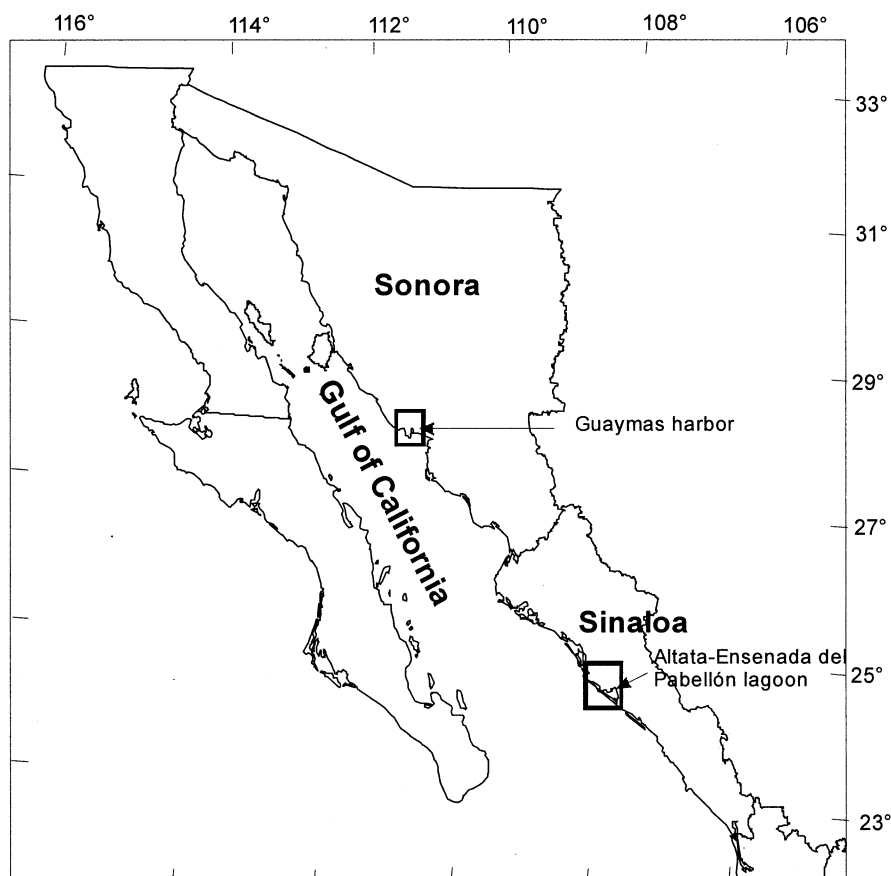 116° 114° 112° 110° 108° 106°
33°
31°
Sonora
29°
Gulf of California
Guaymas harbor
27°
Sinaloa
Altata-Ensenada del
Pabellón lagoon
25°
23°